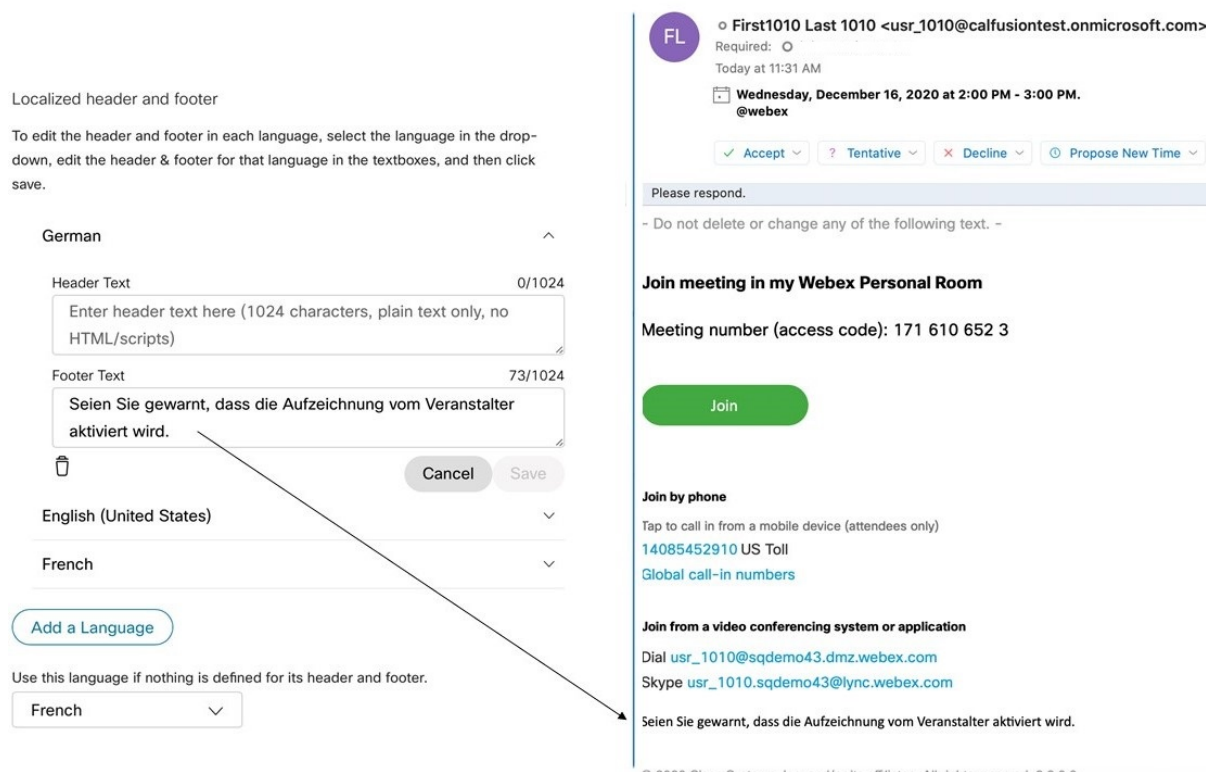 Localized header and footer
To edit the header and footer in each language, select the language in the drop-
down, edit the header & footer for that language in the textboxes, and then click
save.
German
Header Text 0/1024
Enter header text here (1024 characters, plain text only, no
HTML/scripts)
Footer Text 73/1024
Seien Sie gewarnt, dass die Aufzeichnung vom Veranstalter
aktiviert wird.
Cancel Save
English (United States)
French
Add a Language
Use this language if nothing is defined for its header and footer.
French
FL
First1010 Last 1010 <usr_1010@calfusiontest.onmicrosoft.com>
Required:
Today at 11:31 AM
Wednesday, December 16, 2020 at 2:00 PM - 3:00 PM.
@webex
Accept ? Tentative Decline Propose New Time
Please respond.
- Do not delete or change any of the following text. -
Join meeting in my Webex Personal Room
Meeting number (access code): 171 610 652 3
Join
Join by phone
Tap to call in from a mobile device (attendees only)
14085452910 US Toll
Global call-in numbers
Join from a video conferencing system or application
Dial usr_1010@sqdemo43.dmz.webex.com
Skype usr_1010.sqdemo43@lync.webex.com
Seien Sie gewarnt, dass die Aufzeichnung vom Veranstalter aktiviert wird.